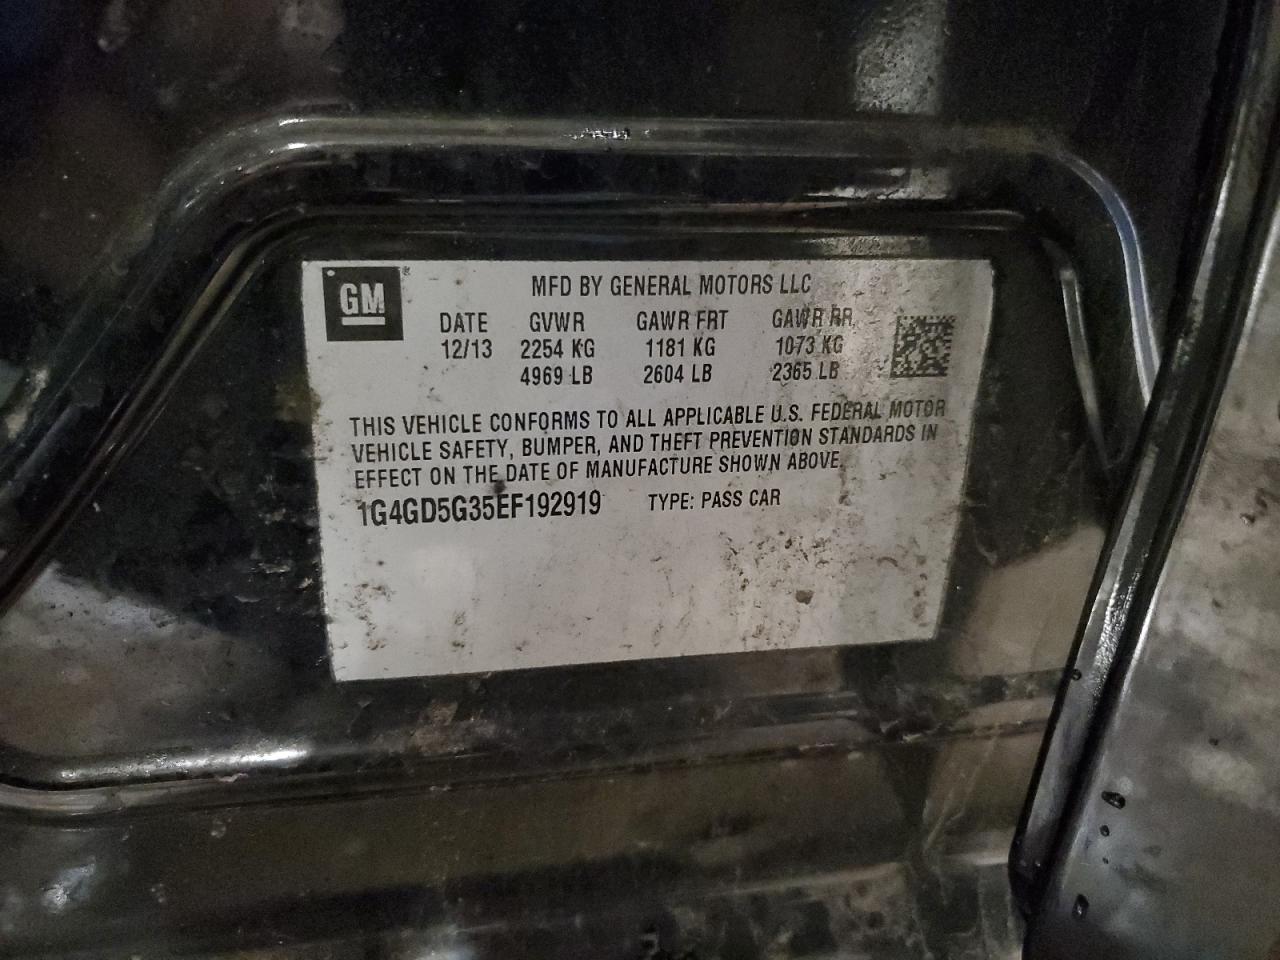 GM
MFD BY GENERAL MOTORS LLC
DATE GVWR GAWR FRT GAWR RR
12/13 2254 KG 1181 KG 1073 KG
4969 LB 2604 LB 2365 LB
THIS VEHICLE CONFORMS TO ALL APPLICABLE U.S. FEDERAL MOTOR
VEHICLE SAFETY, BUMPER, AND THEFT PREVENTION STANDARDS IN
EFFECT ON THE DATE OF MANUFACTURE SHOWN ABOVE.
1G4GD5G35EF192919 TYPE: PASS CAR